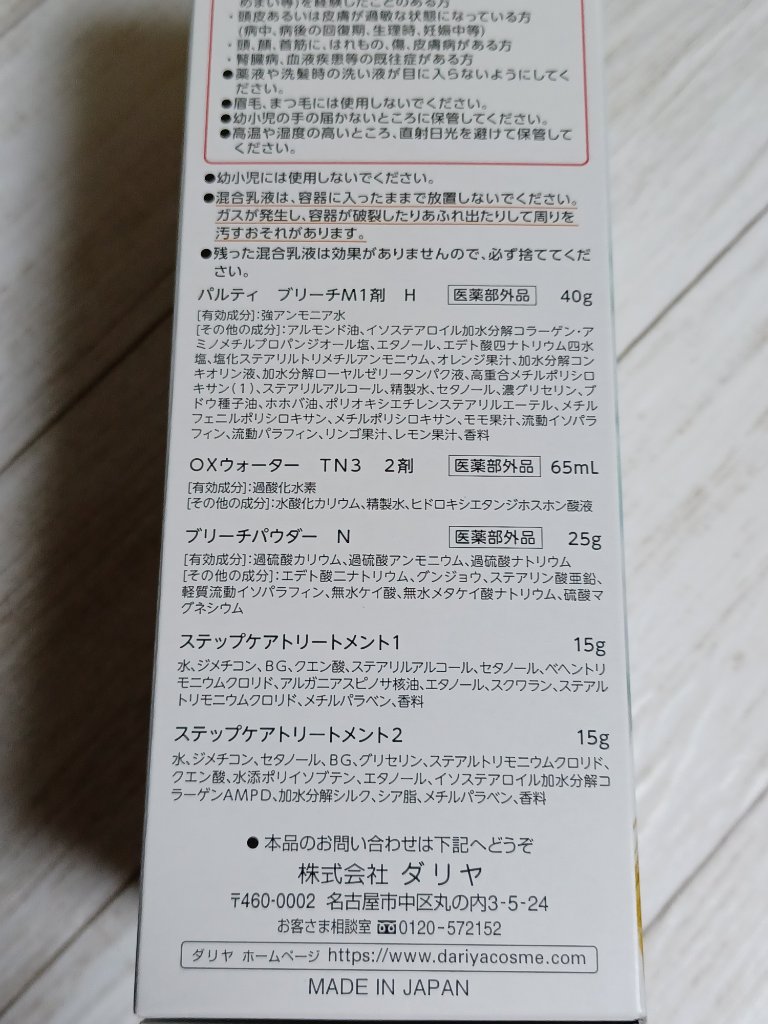 めまい等)を経験したことのある方
・頭皮あるいは皮膚が過敏な状態になっている方
(病中、病後の回復期、生理時、妊娠中等)
・頭、顔、首筋に、はれもの、傷、皮膚病がある方
・腎臓病、血液疾患等の既往症がある方
●薬液や洗髪時の洗い液が目に入らないようにしてく
ださい。
●眉毛、まつ毛には使用しないでください。
●幼小児の手の届かないところに保管してください。
●高温や湿度の高いところ、直射日光を避けて保管して
ください。
●幼小児には使用しないでください。
●混合乳液は、容器に入ったままで放置しないでください。
ガスが発生し、容器が破裂したりあふれ出たりして周りを
汚すおそれがあります。
●残った混合乳液は効果がありませんので、必ず捨ててくだ
さい。
パルティ ブリーチM1剤 H 医薬部外品 40g
[有効成分]:強アンモニア水
[その他の成分]:アルモンド油、イソステアロイル加水分解コラーゲン・ア
ミノメチルプロパンジオール塩、エタノール、エデト酸四ナトリウム四水
塩、塩化ステアリルトリメチルアンモニウム、オレンジ果汁、加水分解コン
キオリン液、加水分解ローヤルゼリータンパク液、高重合メチルポリシロ
キサン(1)、ステアリルアルコール、精製水、セタノール、濃グリセリン、ブ
ドウ種子油、ホホバ油、ポリオキシエチレンステアリルエーテル、メチル
フェニルポリシロキサン、メチルポリシロキサン、モモ果汁、流動イソパラ
フィン、流動パラフィン、リンゴ果汁、レモン果汁、香料
OXウォーター TN3 2剤 医薬部外品 65mL
[有効成分]:過酸化水素
[その他の成分]:水酸化カリウム、精製水、ヒドロキシエタンジホスホン酸液
ブリーチパウダー N 医薬部外品 25g
[有効成分]:過硫酸カリウム、過硫酸アンモニウム、過硫酸ナトリウム
[その他の成分]:エデト酸二ナトリウム、グンジョウ、ステアリン酸亜鉛、
軽質流動イソパラフィン、無水ケイ酸、無水メタケイ酸ナトリウム、硫酸マ
グネシウム
ステップケアトリートメント1 15g
水、ジメチコン、BG、クエン酸、ステアリルアルコール、セタノール、ベヘントリ
モニウムクロリド、アルガニアスピノサ核油、エタノール、スクワラン、ステアル
トリモニウムクロリド、メチルパラベン、香料
ステップケアトリートメント2 15g
水、ジメチコン、セタノール、BG、グリセリン、ステアルトリモニウムクロリド、
クエン酸、水添ポリイソブテン、エタノール、イソステアロイル加水分解コ
ラーゲンAMPD、加水分解シルク、シア脂、メチルパラベン、香料
●本品のお問い合わせは下記へどうぞ
株式会社 ダリヤ
〒460-0002 名古屋市中区丸の内3-5-24
お客さま相談室 0120-572152
ダリヤ ホームページ https://www.dariyacosme.com
MADE IN JAPAN